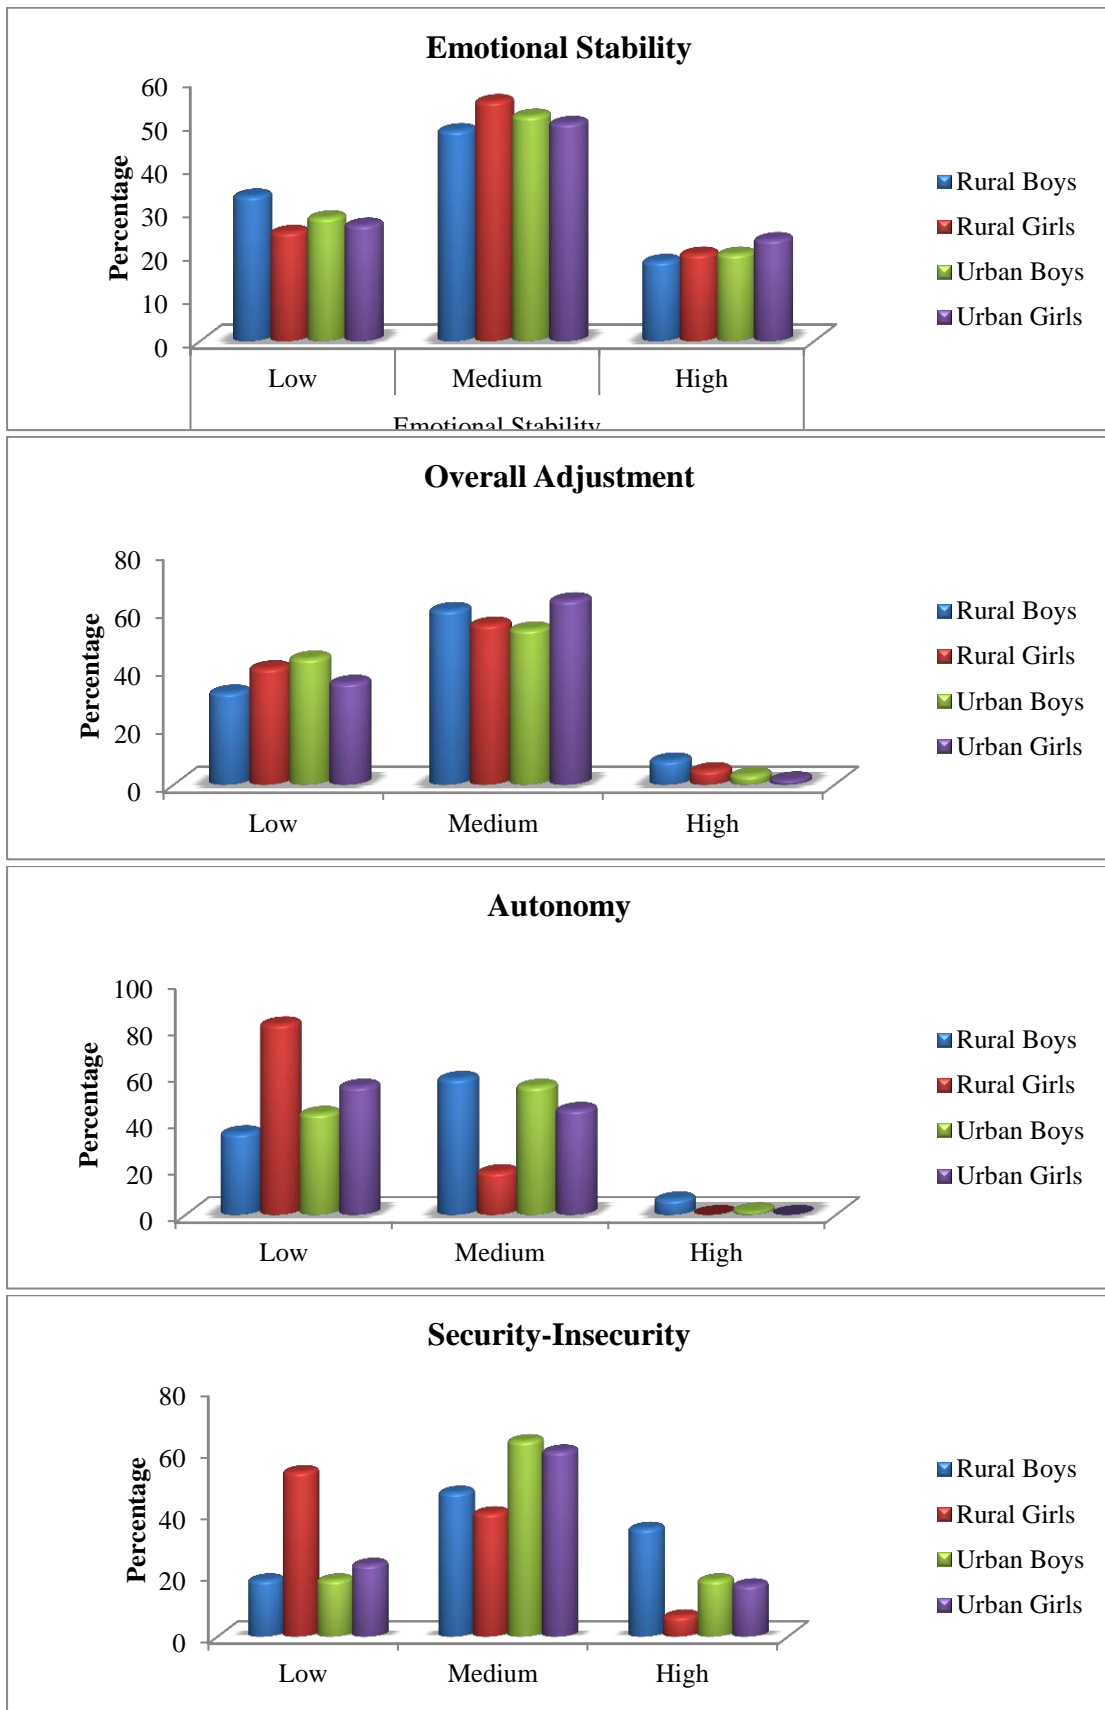 Emotional Stability
60
50
40
30
20
10
0
Percentage
Low Medium High
Emotional Stability
Rural Boys
Rural Girls
Urban Boys
Urban Girls
Overall Adjustment
80
60
40
20
0
Percentage
Low Medium High
Rural Boys
Rural Girls
Urban Boys
Urban Girls
Autonomy
100
80
60
40
20
0
Percentage
Low Medium High
Rural Boys
Rural Girls
Urban Boys
Urban Girls
Security-Insecurity
80
60
40
20
0
Percentage
Low Medium High
Rural Boys
Rural Girls
Urban Boys
Urban Girls